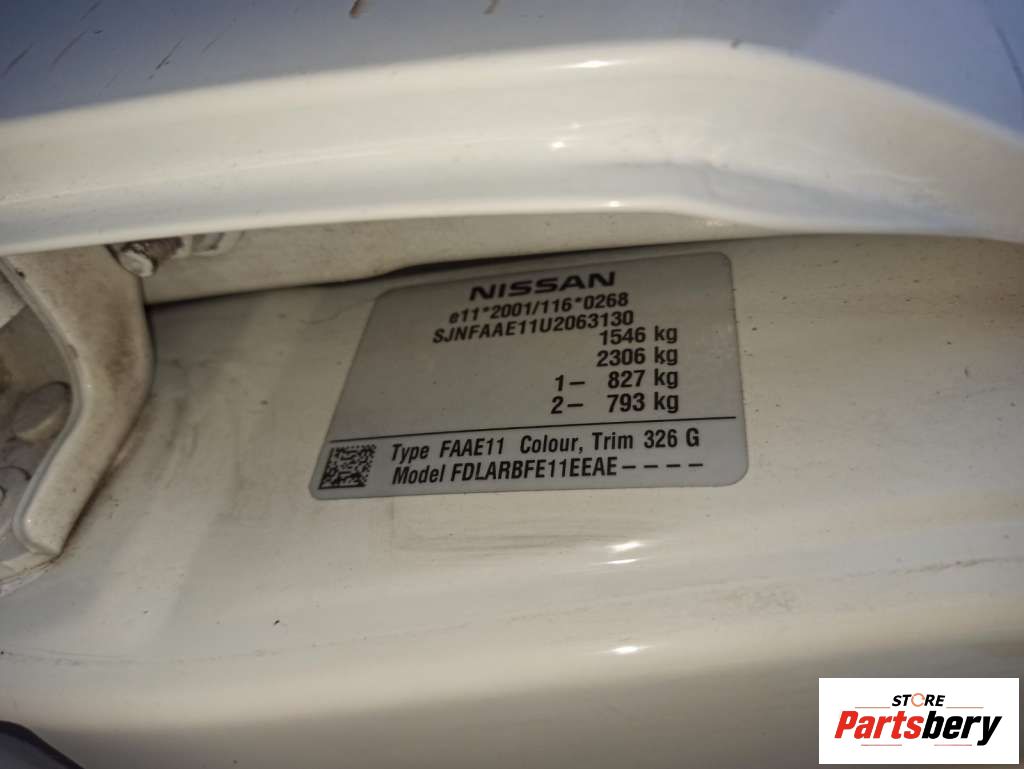 NISSAN
e11*2001/116*0268
SJNFAAE11U2063130
1546 kg
2306 kg
1– 827 kg
2– 793 kg
Type FAAE11 Colour, Trim 326 G
Model FDLARBFE11EEAE – – – –
STORE
Partsbery